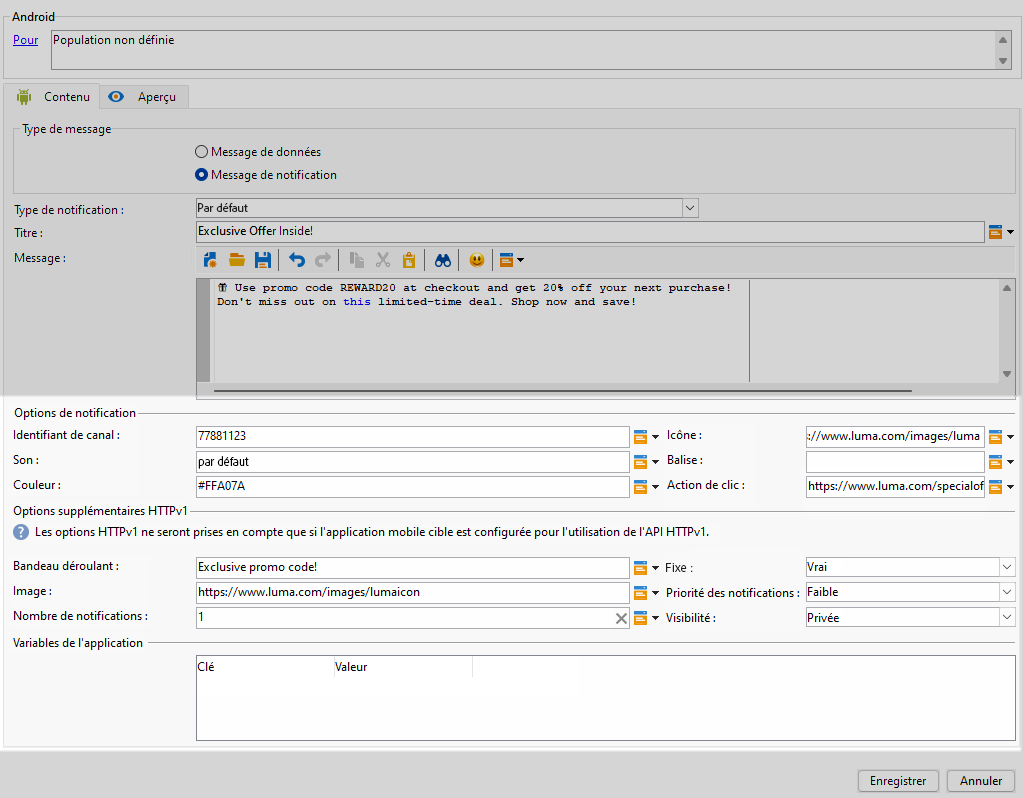 Android
Pour Population non définie
Contenu Aperçu
Type de message
Message de données
Message de notification
Type de notification : Par défaut
Titre : Exclusive Offer Inside!
Message :
Use promo code REWARD20 at checkout and get 20% off your next purchase!
Don't miss out on this limited-time deal. Shop now and save!
Options de notification
Identifiant de canal : 77881123 Icône : ://www.luma.com/images/luma
Son : par défaut Balise :
Couleur : #FFA07A Action de clic : https://www.luma.com/specialof
Options supplémentaires HTTPv1
Les options HTTPv1 ne seront prises en compte que si l'application mobile cible est configurée pour l'utilisation de l'API HTTPv1.
Bandeau déroulant : Exclusive promo code! Fixe : Vrai
Image : https://www.luma.com/images/lumaicon Priorité des notifications : Faible
Nombre de notifications : 1 Visibilité : Privée
Variables de l'application
Clé Valeur
Enregistrer Annuler